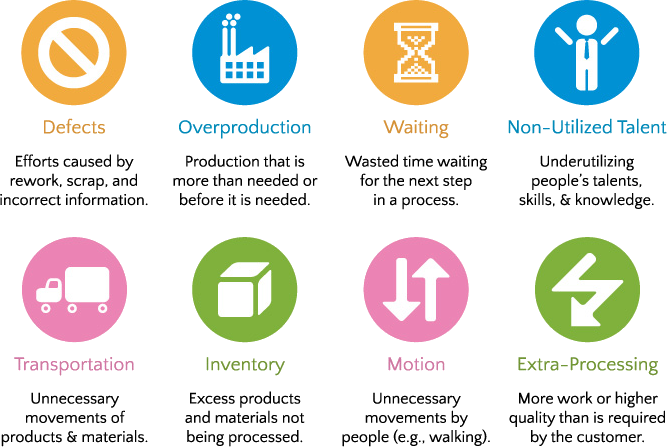 Defects
Efforts caused by
rework, scrap, and
incorrect information.
Overproduction
Production that is
more than needed or
before it is needed.
Waiting
Wasted time waiting
for the next step
in a process.
Non-Utilized Talent
Underutilizing
people's talents,
skills, & knowledge.
Transportation
Unnecessary
movements of
products & materials.
Inventory
Excess products
and materials not
being processed.
Motion
Unnecessary
movements by
people (e.g., walking).
Extra-Processing
More work or higher
quality than is required
by the customer.